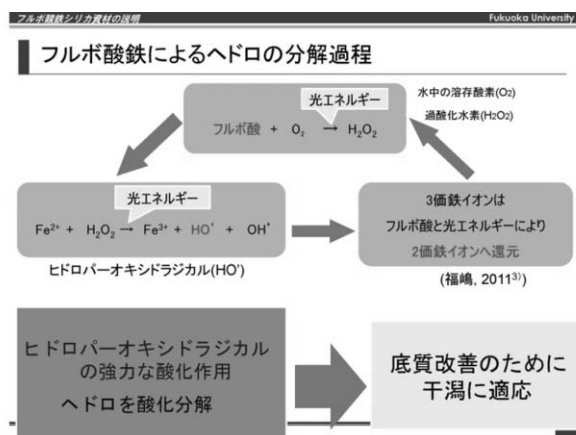 フルボ酸鉄シリカ資材の説明
Fukuoka University
フルボ酸鉄によるヘドロの分解過程
光エネルギー
フルボ酸 + O₂ → H₂O₂
水中の溶存酸素(O₂)
過酸化水素(H₂O₂)
光エネルギー
Fe²⁺ + H₂O₂ → Fe³⁺ + HO˙ + OH˙
ヒドロパーオキシドラジカル(HO˙)
3価鉄イオンは
フルボ酸と光エネルギーにより
2価鉄イオンへ還元
(福嶋, 2011³⁾)
ヒドロパーオキシドラジカル
の強力な酸化作用
ヘドロを酸化分解
底質改善のために
干潟に適応